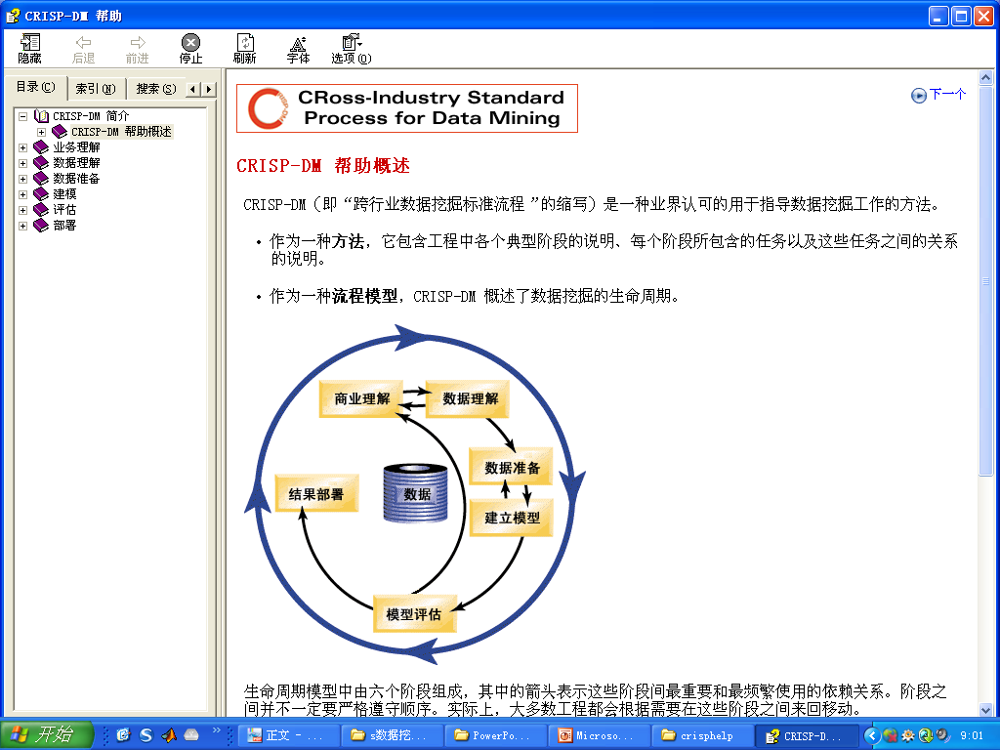 CRISP-DM 帮助
隐藏 后退 前进 停止 刷新 字体 选项(O)
目录(C) 索引(N) 搜索(S)
CRISP-DM 简介
CRISP-DM 帮助概述
业务理解
数据理解
数据准备
建模
评估
部署
CRISP-DM
CRoss-Industry Standard
Process for Data Mining
下一个
CRISP-DM 帮助概述
CRISP-DM（即“跨行业数据挖掘标准流程 ”的缩写）是一种业界认可的用于指导数据挖掘工作的方法。
• 作为一种方法，它包含工程中各个典型阶段的说明、每个阶段所包含的任务以及这些任务之间的关系
的说明。
• 作为一种流程模型，CRISP-DM 概述了数据挖掘的生命周期。
商业理解
数据理解
数据准备
结果部署
数据
建立模型
模型评估
生命周期模型中由六个阶段组成，其中的箭头表示这些阶段间最重要和最频繁使用的依赖关系。阶段之
间并不一定要严格遵守顺序。实际上，大多数工程都会根据需要在这些阶段之间来回移动。
开始
正文 - ...
s数据挖...
PowerPo...
Microso...
crisphelp
CRISP-D...
9:01